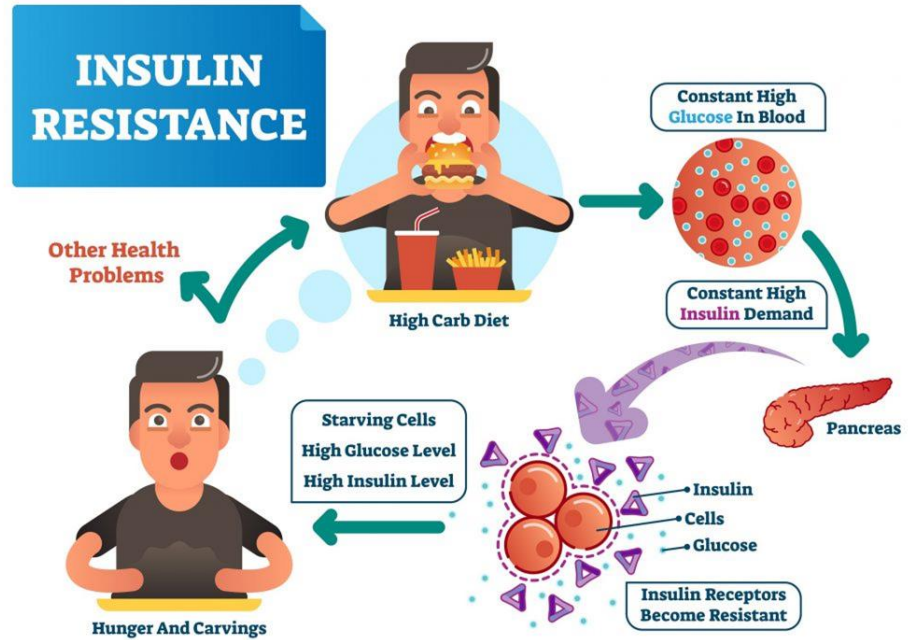 INSULIN
RESISTANCE
Constant High
Glucose In Blood
Other Health
Problems
Constant High
Insulin Demand
High Carb Diet
Pancreas
Starving Cells
High Glucose Level
High Insulin Level
Insulin
Cells
Glucose
Insulin Receptors
Become Resistant
Hunger And Carvings